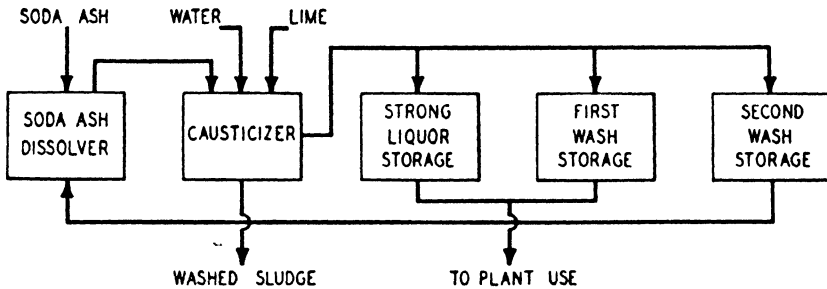 SODA ASH
WATER
LIME
SODA ASH
DISSOLVER
CAUSTICIZER
STRONG
LIQUOR
STORAGE
FIRST
WASH
STORAGE
SECOND
WASH
STORAGE
WASHED SLUDGE
TO PLANT USE